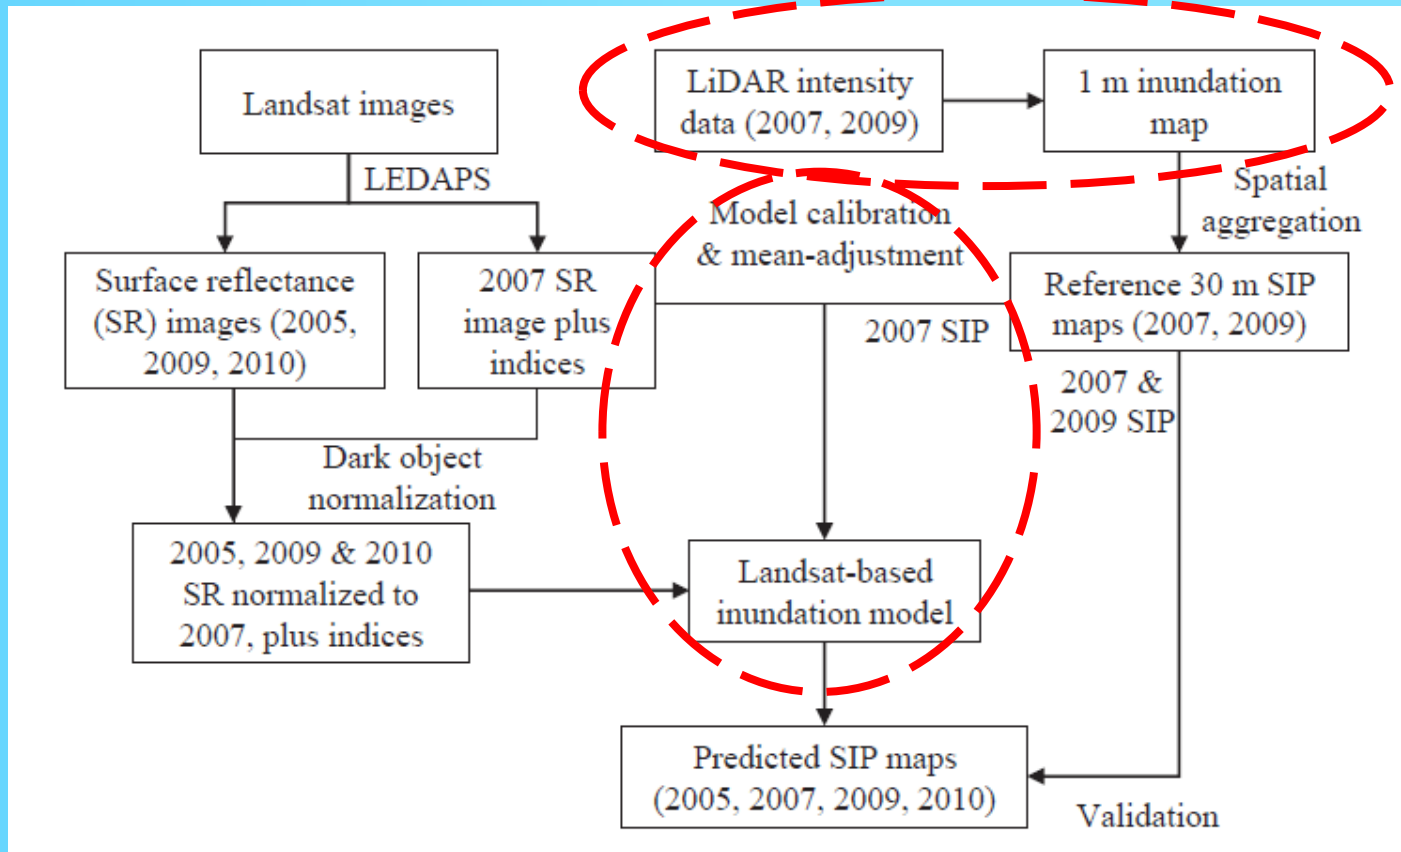 Landsat images
LiDAR intensity
data (2007, 2009)
1 m inundation
map
LEDAPS
Spatial
aggregation
Model calibration
& mean-adjustment
Surface reflectance
(SR) images (2005,
2009, 2010)
2007 SR
image plus
indices
2007 SIP
Reference 30 m SIP
maps (2007, 2009)
2007 &
2009 SIP
Dark object
normalization
2005, 2009 & 2010
SR normalized to
2007, plus indices
Landsat-based
inundation model
Predicted SIP maps
(2005, 2007, 2009, 2010)
Validation